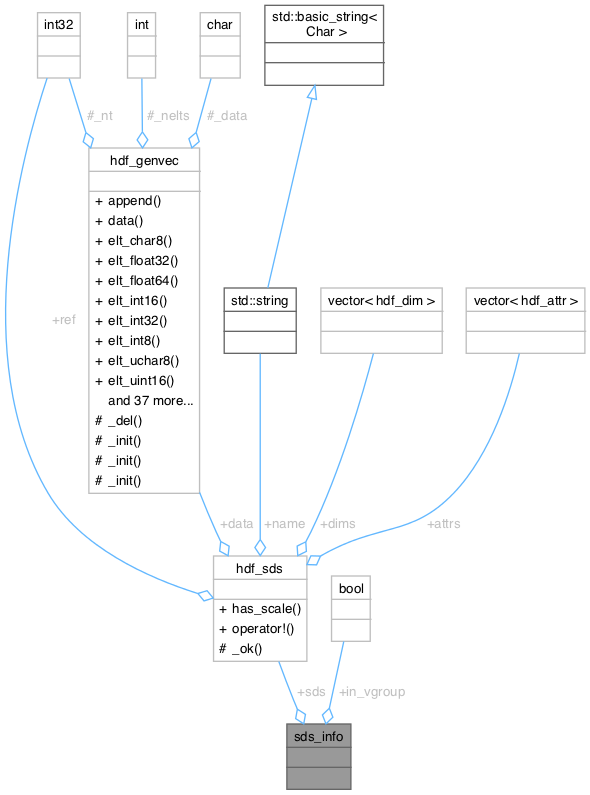 int32
int
char
std::basic_string<
Char >
#_nt
#_nelts
#_data
hdf_genvec
+ append()
+ data()
+ elt_char8()
+ elt_float32()
+ elt_float64()
+ elt_int16()
+ elt_int32()
+ elt_int8()
+ elt_uchar8()
+ elt_uint16()
and 37 more...
# _del()
# _init()
# _init()
# _init()
std::string
vector< hdf_dim >
vector< hdf_attr >
+ref
+data
+name
+dims
+attrs
hdf_sds
+ has_scale()
+ operator!()
# _ok()
bool
+sds
+in_vgroup
sds_info